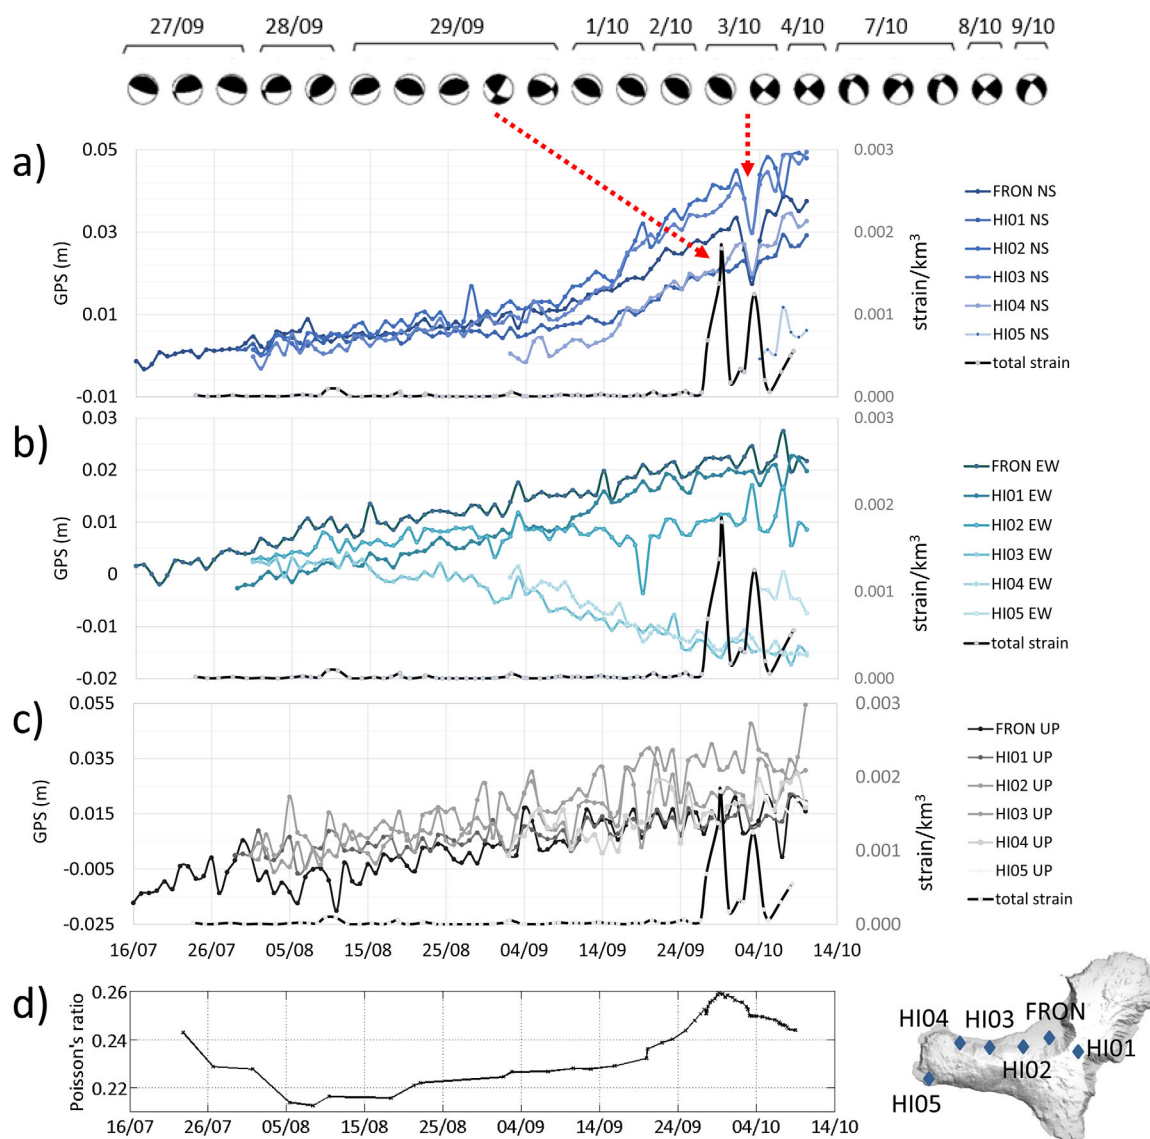 27/09 28/09 29/09 1/10 2/10 3/10 4/10 7/10 8/10 9/10
a)
0.05 0.003
0.03 0.002
0.01 0.001
-0.01 0.000
GPS (m)
strain/km³
FRON NS
HI01 NS
HI02 NS
HI03 NS
HI04 NS
HI05 NS
total strain
b)
0.03 0.003
0.02
0.002
0.01
0
0.001
-0.01
-0.02 0.000
GPS (m)
strain/km³
FRON EW
HI01 EW
HI02 EW
HI03 EW
HI04 EW
HI05 EW
total strain
c)
0.055 0.003
0.035 0.002
0.015
0.001
-0.005
-0.025 0.000
GPS (m)
strain/km³
FRON UP
HI01 UP
HI02 UP
HI03 UP
HI04 UP
HI05 UP
total strain
16/07 26/07 05/08 15/08 25/08 04/09 14/09 24/09 04/10 14/10
d)
0.26
0.24
0.22
Poisson's ratio
16/07 26/07 05/08 15/08 25/08 04/09 14/09 24/09 04/10 14/10
HI04 HI03 FRON
HI01
HI02
HI05